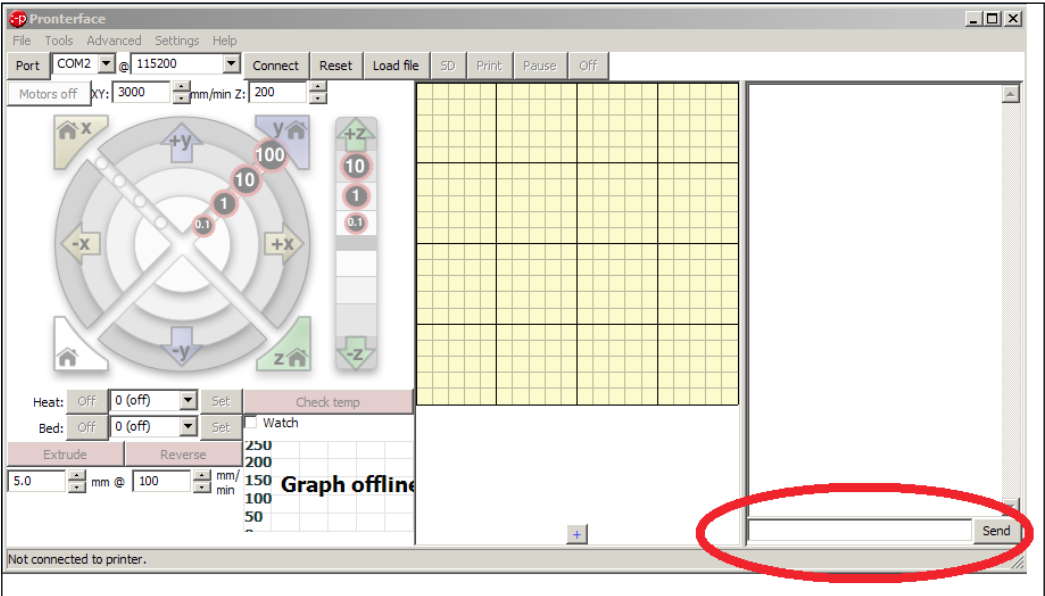 Pronterface
File Tools Advanced Settings Help
Port COM2 @ 115200 Connect Reset Load file SD Print Pause Off
Motors off XY: 3000 mm/min Z: 200
x +y y +z
100 10
10 1
1 0.1
0.1
-x +x
-y z -z
Heat: Off 0 (off) Set Check temp
Bed: Off 0 (off) Set Watch
Extrude Reverse
5.0 mm @ 100 mm/min
250
200
150 Graph offline
100
50
+
Send
Not connected to printer.